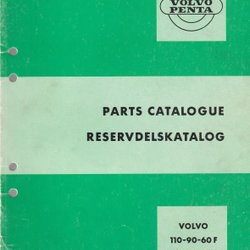 VOLVO
PENTA
PARTS CATALOGUE
RESERVDELSKATALOG
VOLVO
110-90-60 F